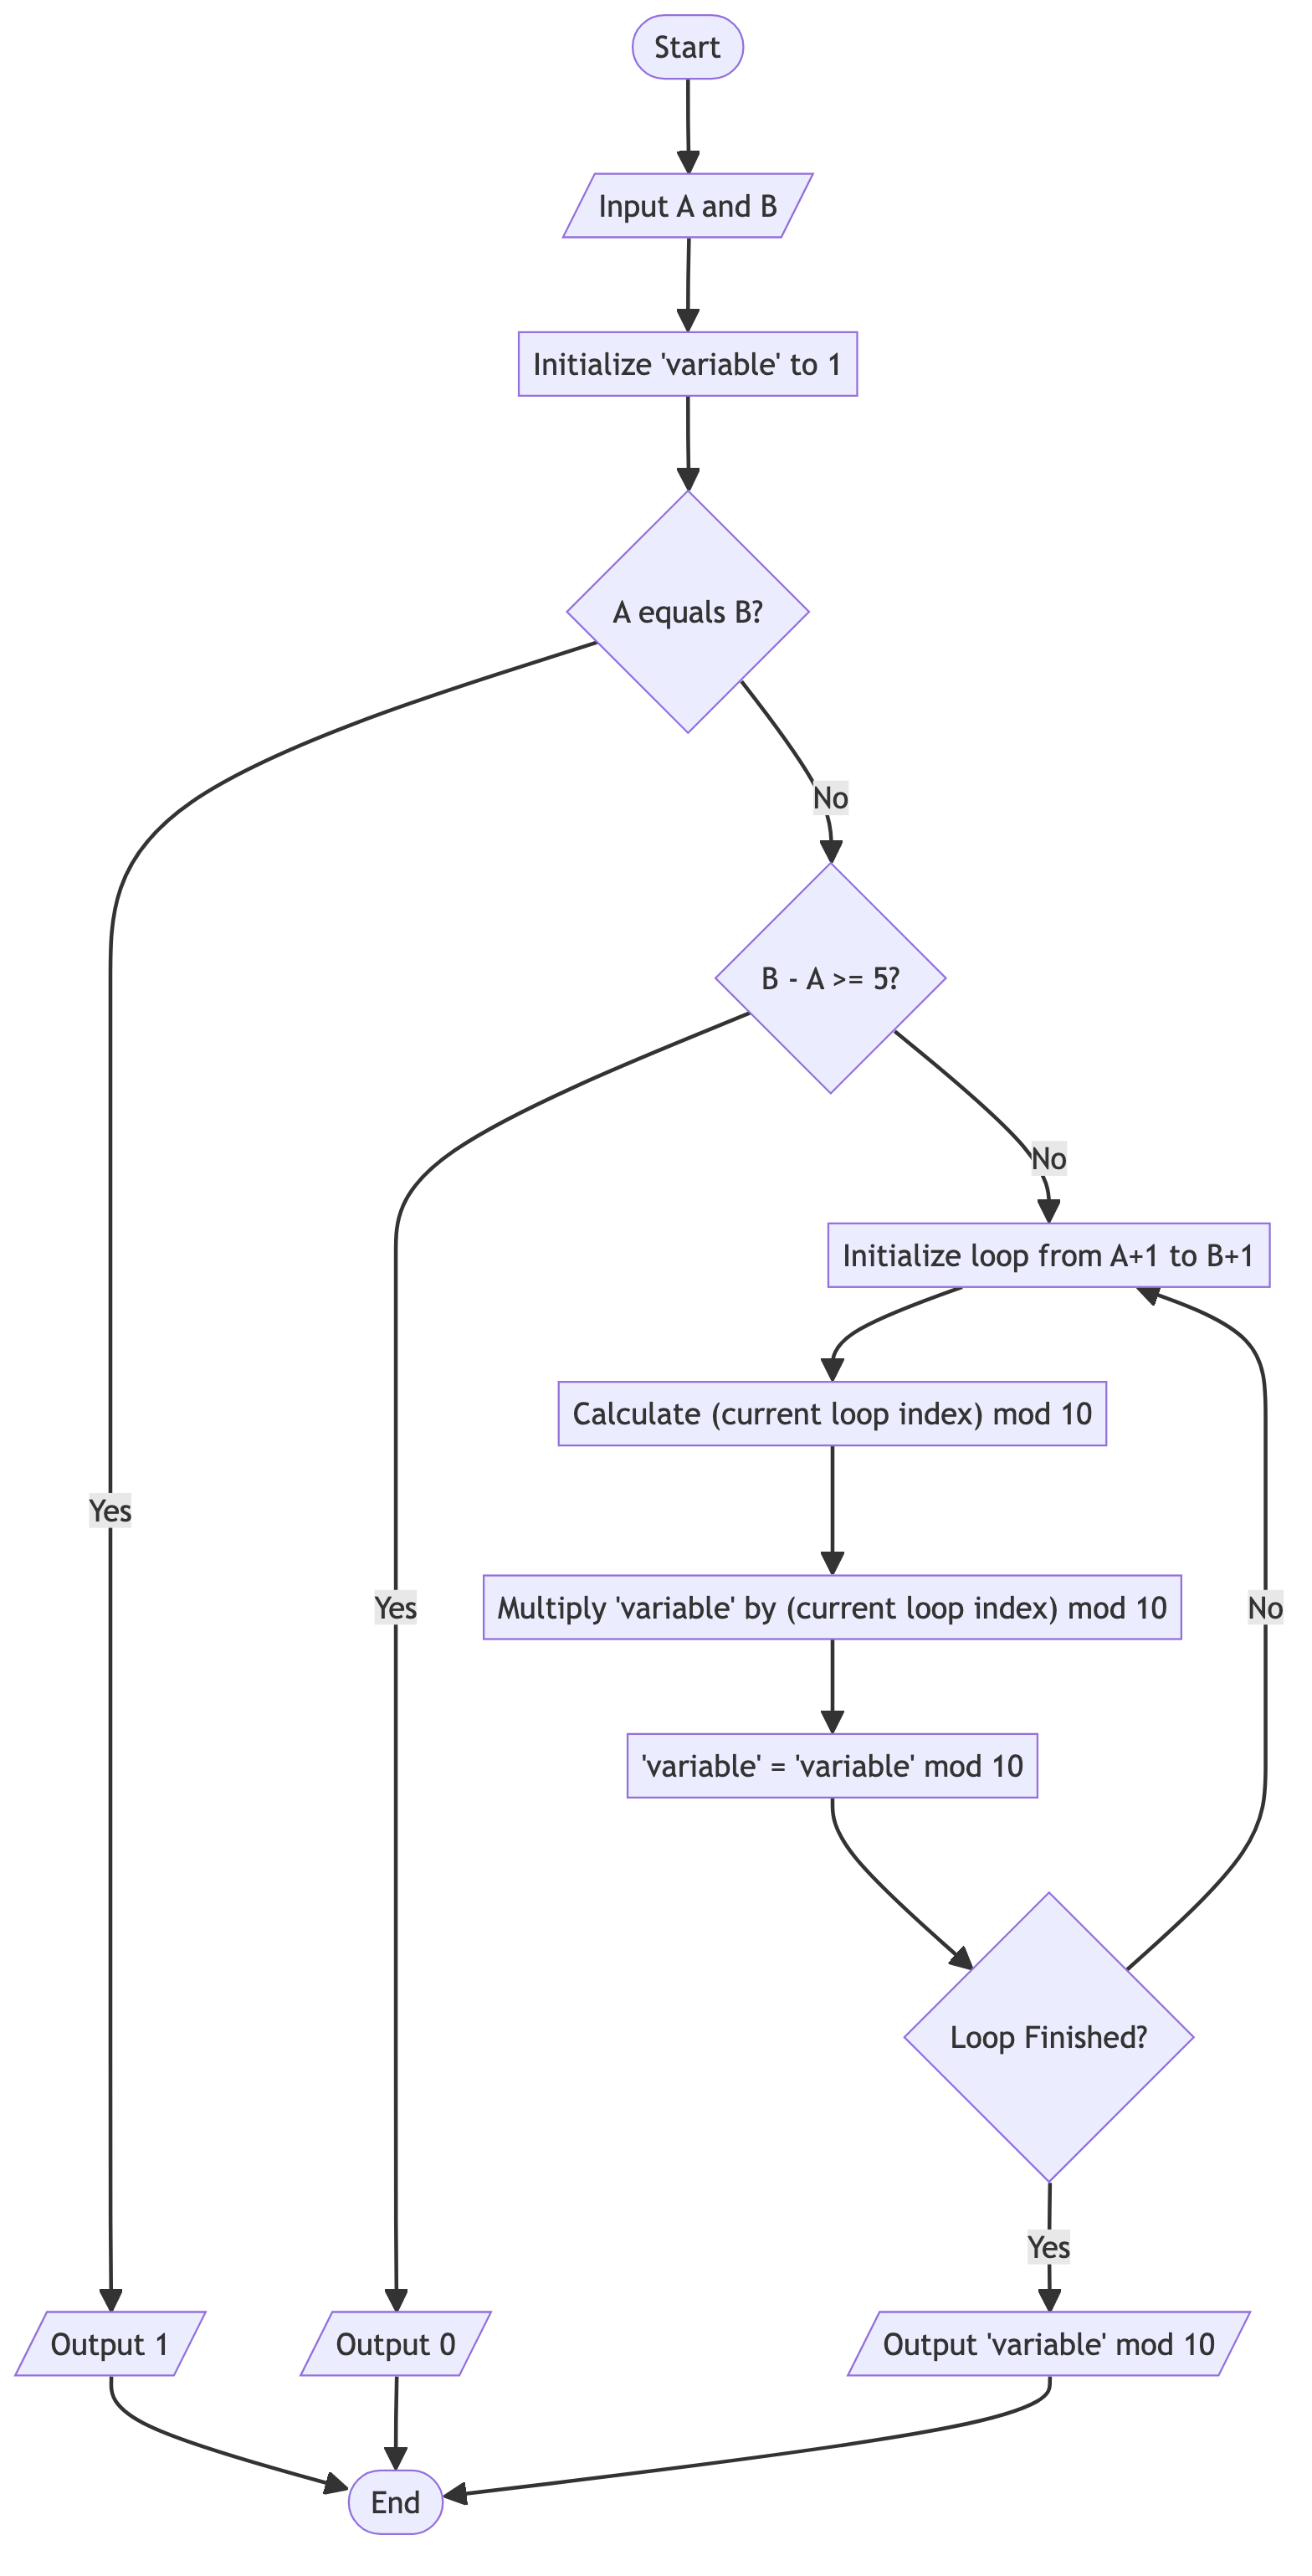 Start
Input A and B
Initialize 'variable' to 1
A equals B?
No
B - A >= 5?
No
Initialize loop from A+1 to B+1
Calculate (current loop index) mod 10
Yes
Yes
Multiply 'variable' by (current loop index) mod 10
No
'variable' = 'variable' mod 10
Loop Finished?
Yes
Output 1
Output 0
Output 'variable' mod 10
End